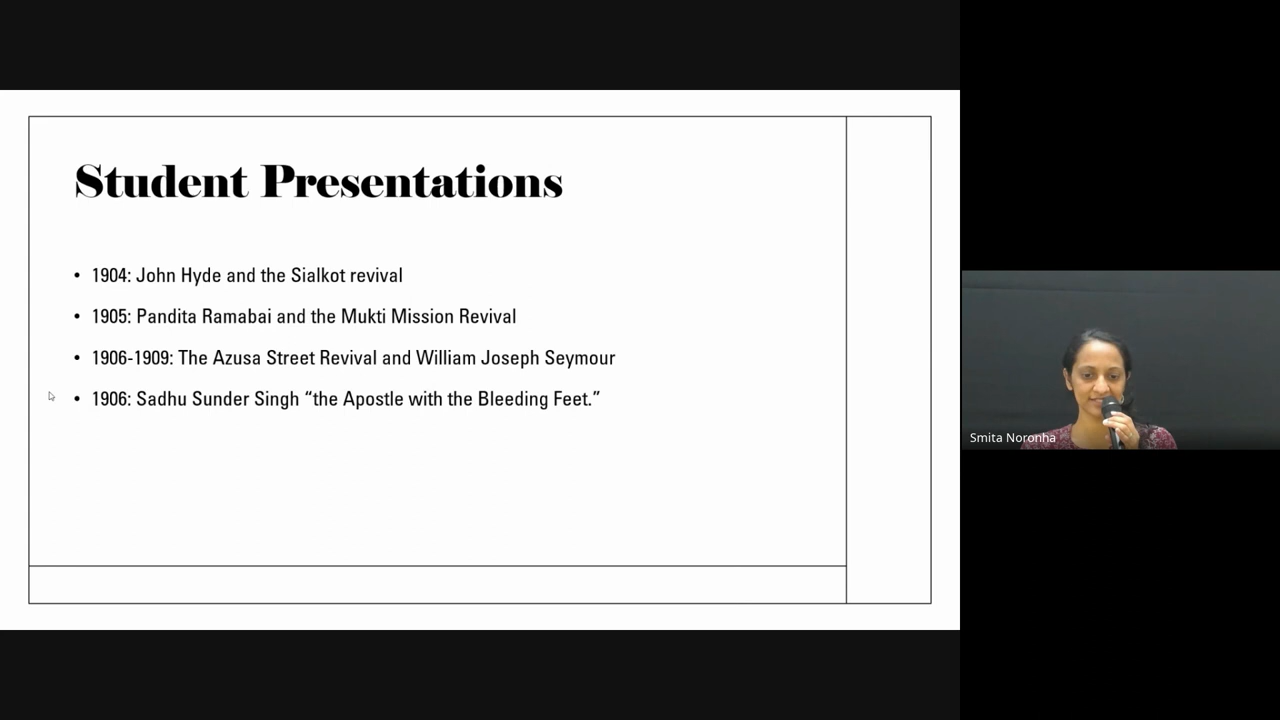 Student Presentations
• 1904: John Hyde and the Sialkot revival
• 1905: Pandita Ramabai and the Mukti Mission Revival
• 1906-1909: The Azusa Street Revival and William Joseph Seymour
• 1906: Sadhu Sunder Singh “the Apostle with the Bleeding Feet.”
Smita Noronha